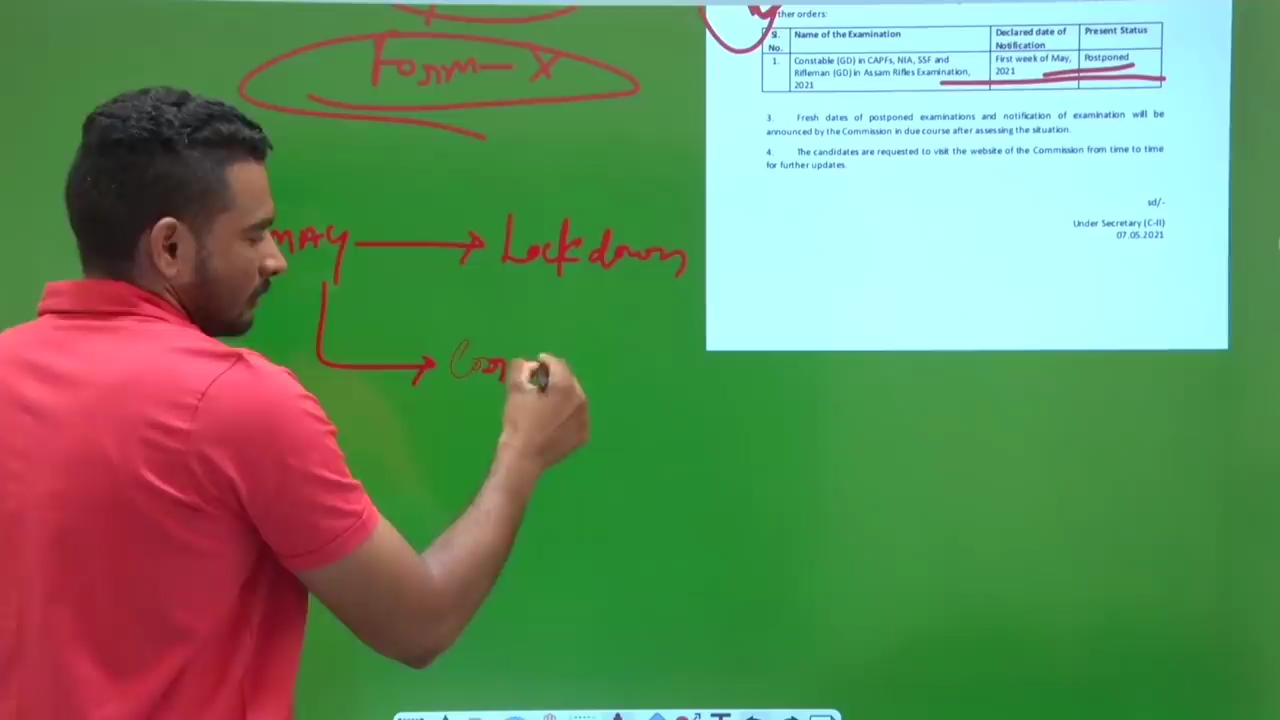 Form - X
MAY → Lockdown
ther orders:
Sl. No. Name of the Examination Declared date of Notification Present Status
1. Constable (GD) in CAPFs, NIA, SSF and Rifleman (GD) in Assam Rifles Examination, 2021 First week of May, 2021 Postponed
3. Fresh dates of postponed examinations and notification of examination will be
announced by the Commission in due course after assessing the situation.
4. The candidates are requested to visit the website of the Commission from time to time
for further updates.
sd/-
Under Secretary (C-II)
07.05.2021